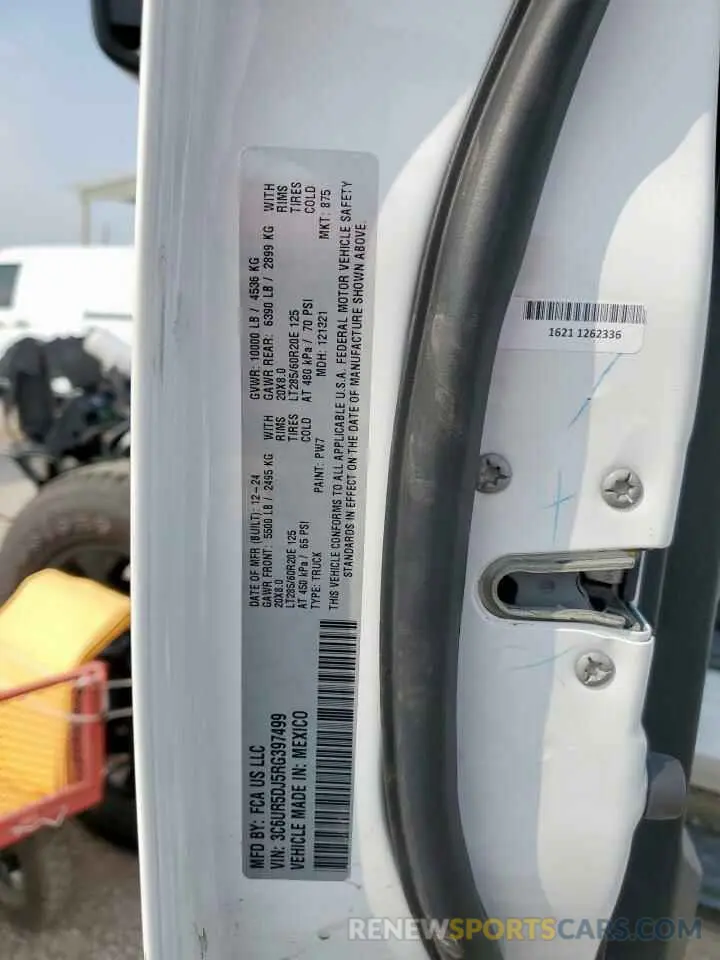 MFD BY: FCA US LLC
VIN: 3C6UR5DJ5RG397499
VEHICLE MADE IN: MEXICO
DATE OF MFR (BUILT): 12-24 GVWR: 10000 LB / 4536 KG
GAWR FRONT: 5500 LB / 2495 KG WITH GAWR REAR: 6390 LB / 2899 KG WITH
20X8.0 RIMS 20X8.0 RIMS
LT285/60R20E 125 TIRES LT285/60R20E 125 TIRES
AT 450 kPa / 65 PSI COLD AT 480 kPa / 70 PSI COLD
TYPE: TRUCK PAINT: PW7 MDH: 121321 MKT: 875
THIS VEHICLE CONFORMS TO ALL APPLICABLE U.S.A. FEDERAL MOTOR VEHICLE SAFETY
STANDARDS IN EFFECT ON THE DATE OF MANUFACTURE SHOWN ABOVE.
1621 1262336
RENEWSPORTSCARS.COM